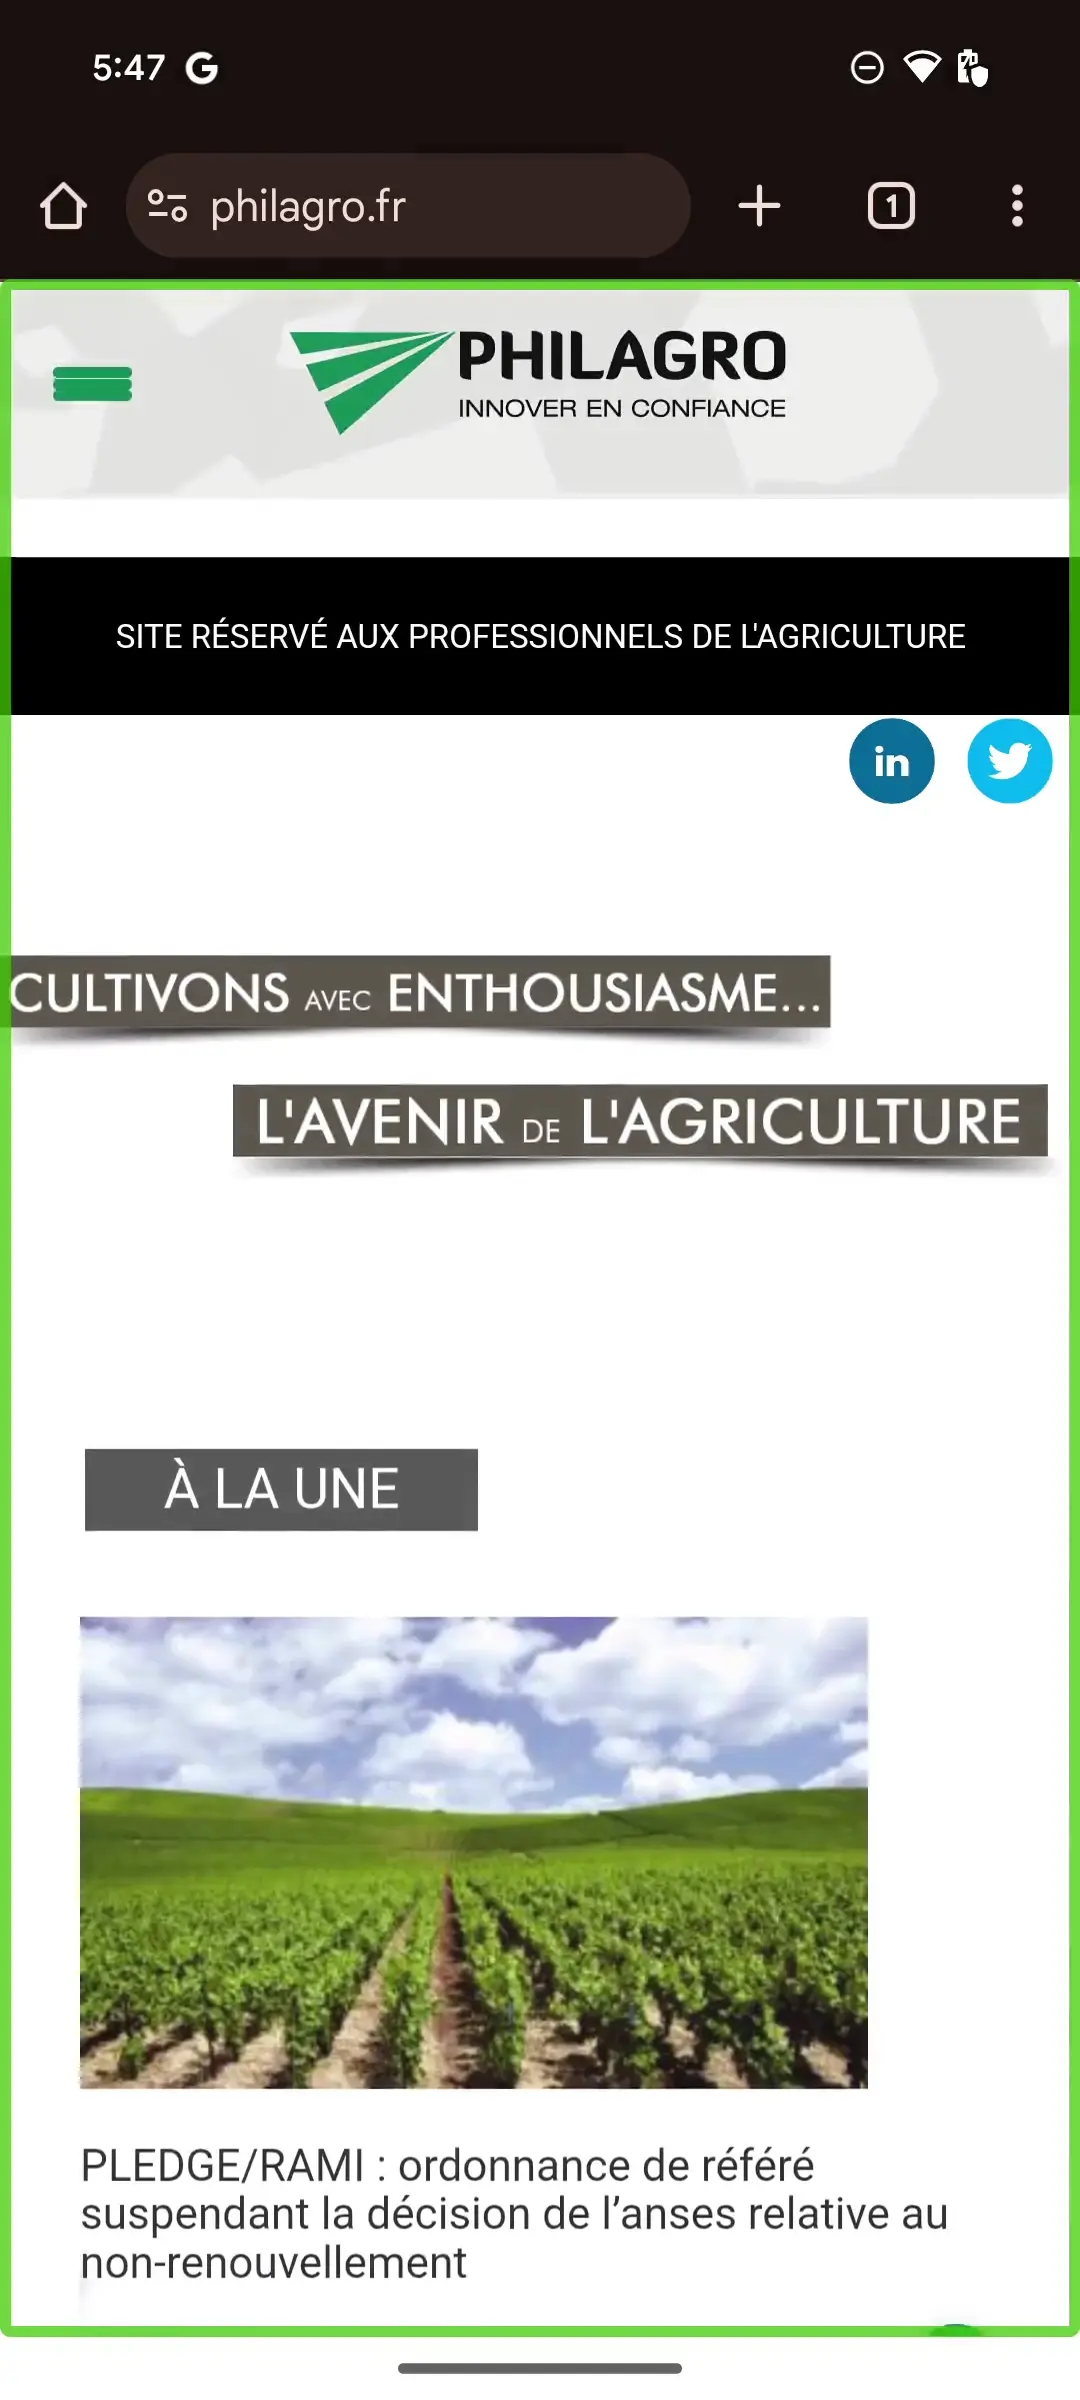 5:47
philagro.fr
1
PHILAGRO
INNOVER EN CONFIANCE
SITE RÉSERVÉ AUX PROFESSIONNELS DE L'AGRICULTURE
in
CULTIVONS AVEC ENTHOUSIASME...
L'AVENIR DE L'AGRICULTURE
À LA UNE
PLEDGE/RAMI : ordonnance de référé
suspendant la décision de l’anses relative au
non-renouvellement